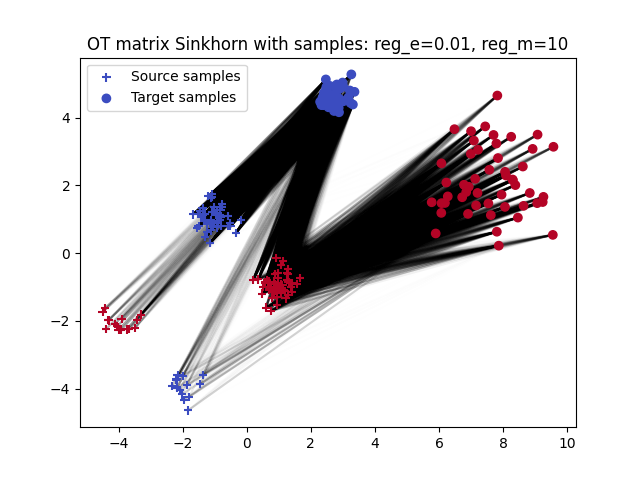 OT matrix Sinkhorn with samples: reg_e=0.01, reg_m=10
Source samples
Target samples
4
2
0
−2
−4
−4 −2 0 2 4 6 8 10